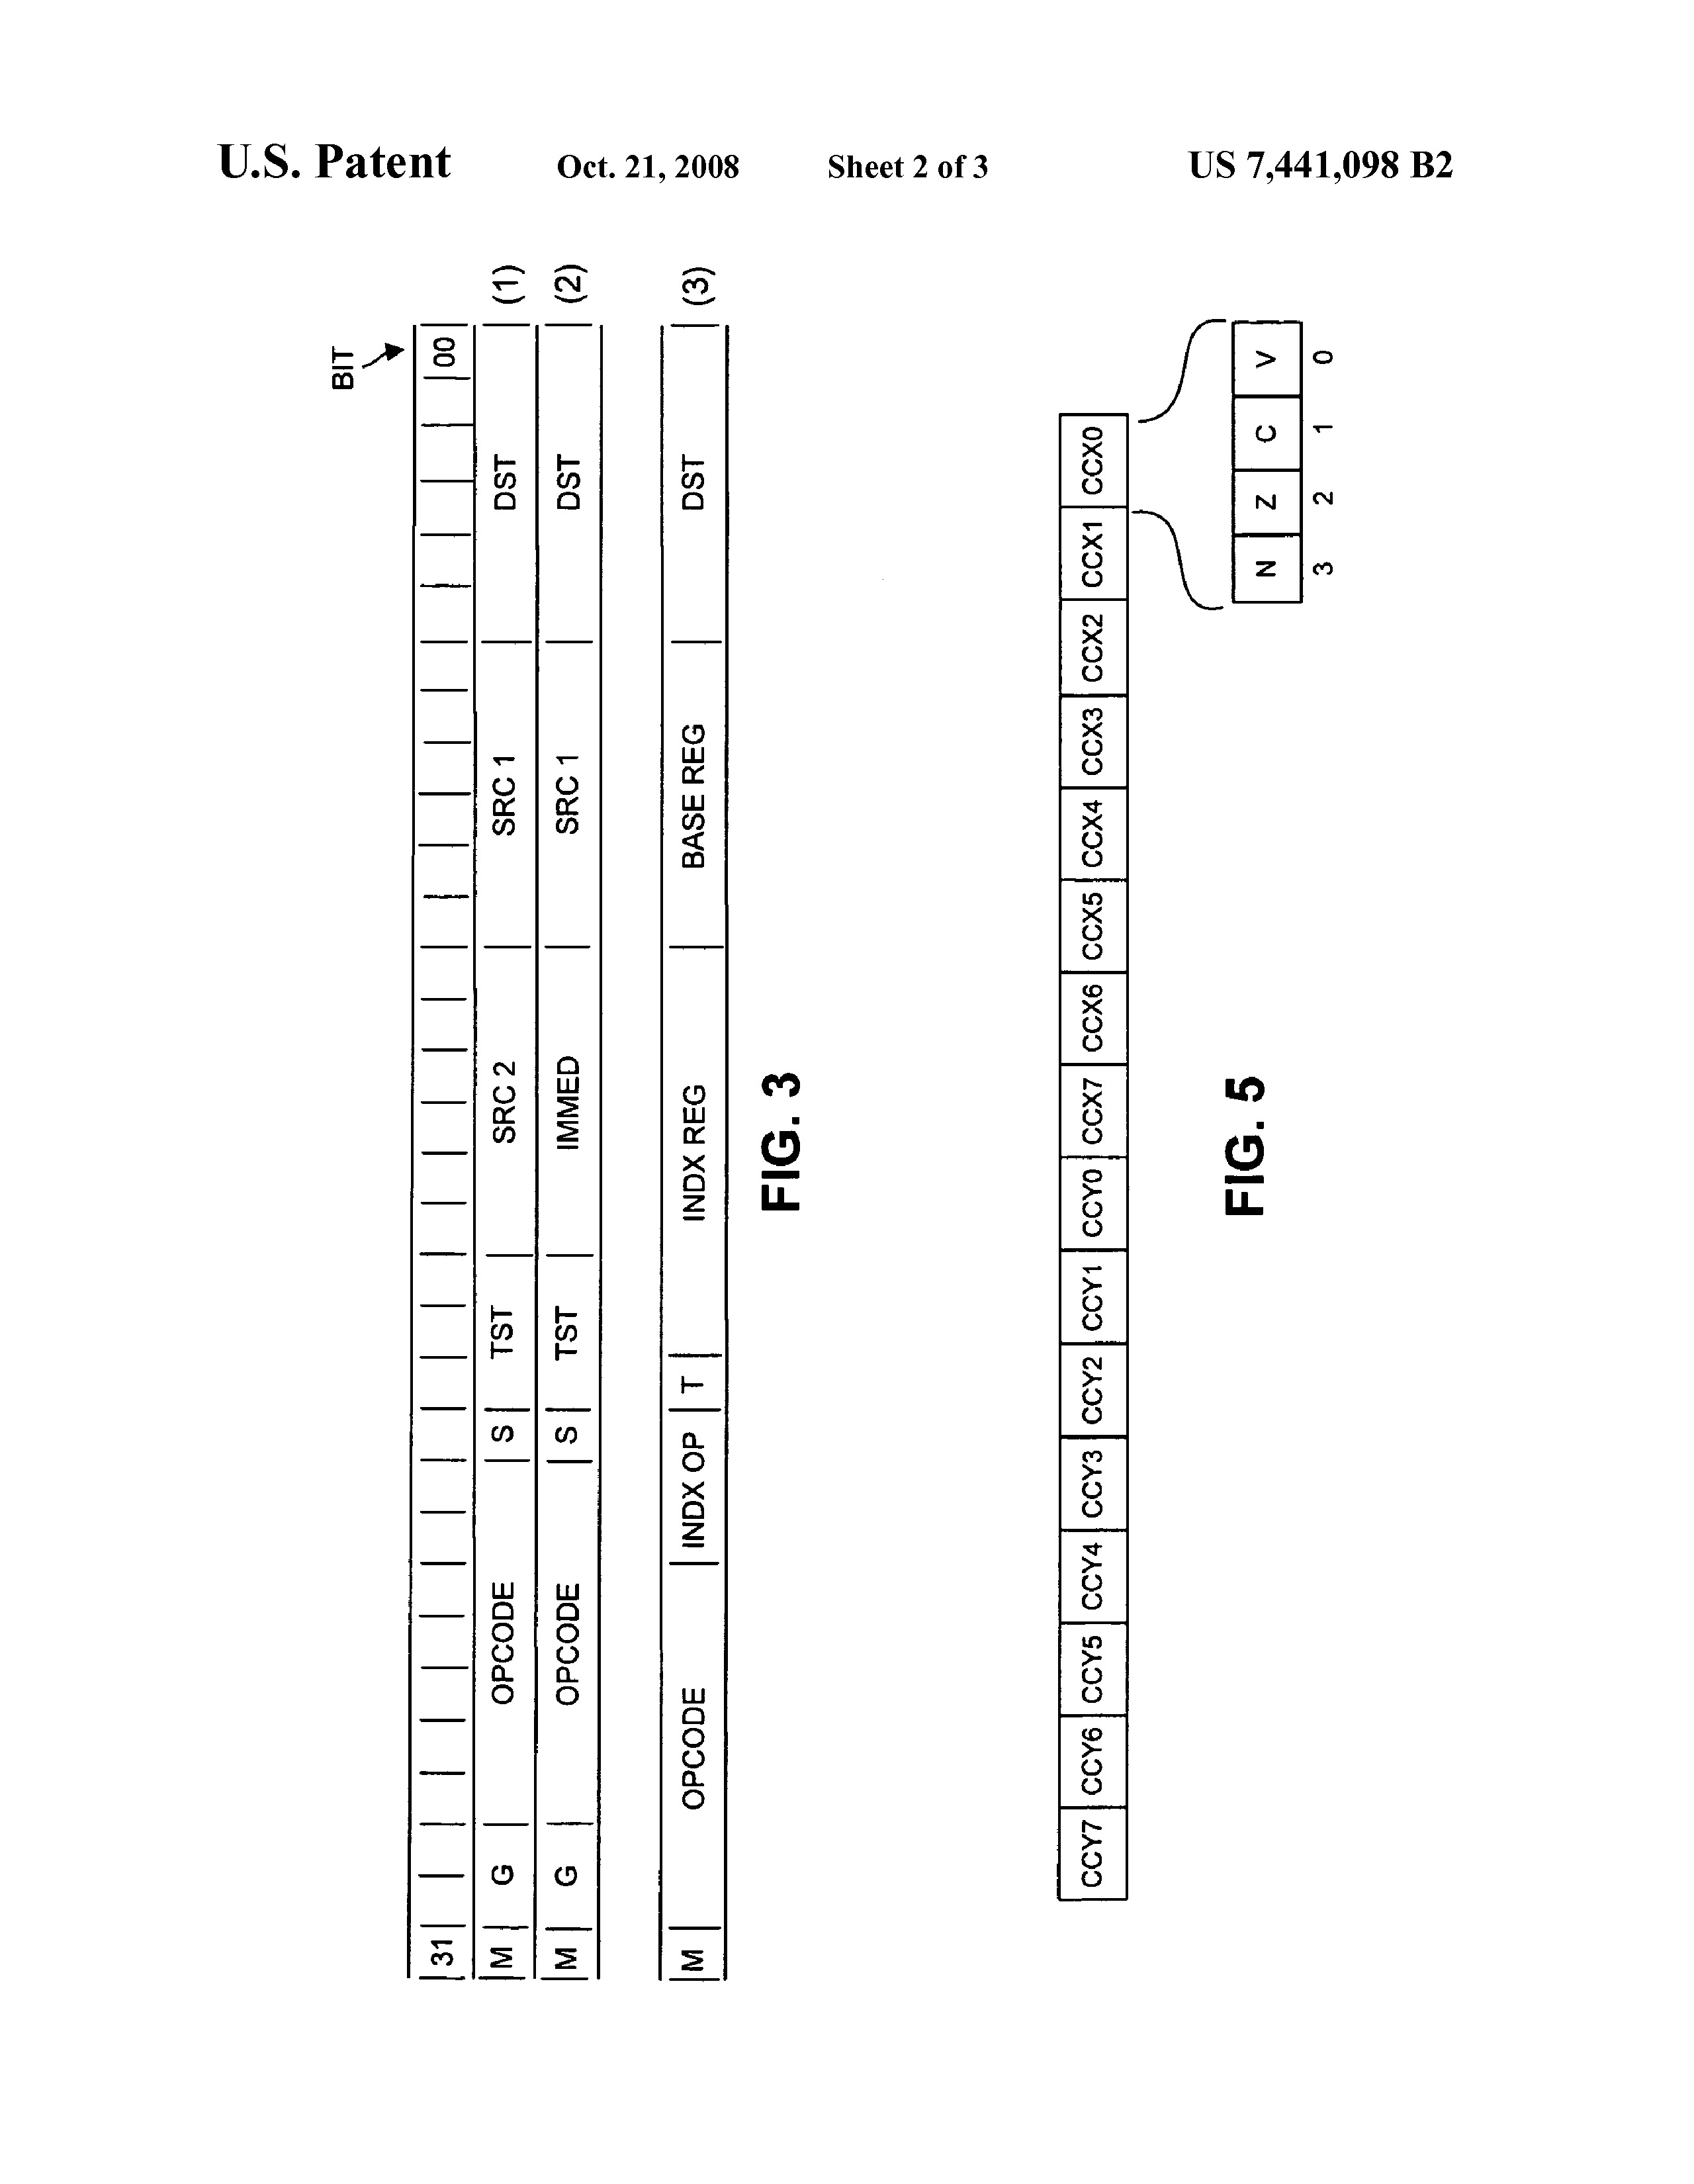 U.S. Patent Oct. 21, 2008 Sheet 2 of 3 US 7,441,098 B2
BIT
31 00
M G OPCODE S TST SRC 2 SRC 1 DST (1)
M G OPCODE S TST IMMED SRC 1 DST (2)
M OPCODE INDX OP T INDX REG BASE REG DST (3)
FIG. 3
CCY7 CCY6 CCY5 CCY4 CCY3 CCY2 CCY1 CCY0 CCX7 CCX6 CCX5 CCX4 CCX3 CCX2 CCX1 CCX0
N Z C V
3 2 1 0
FIG. 5